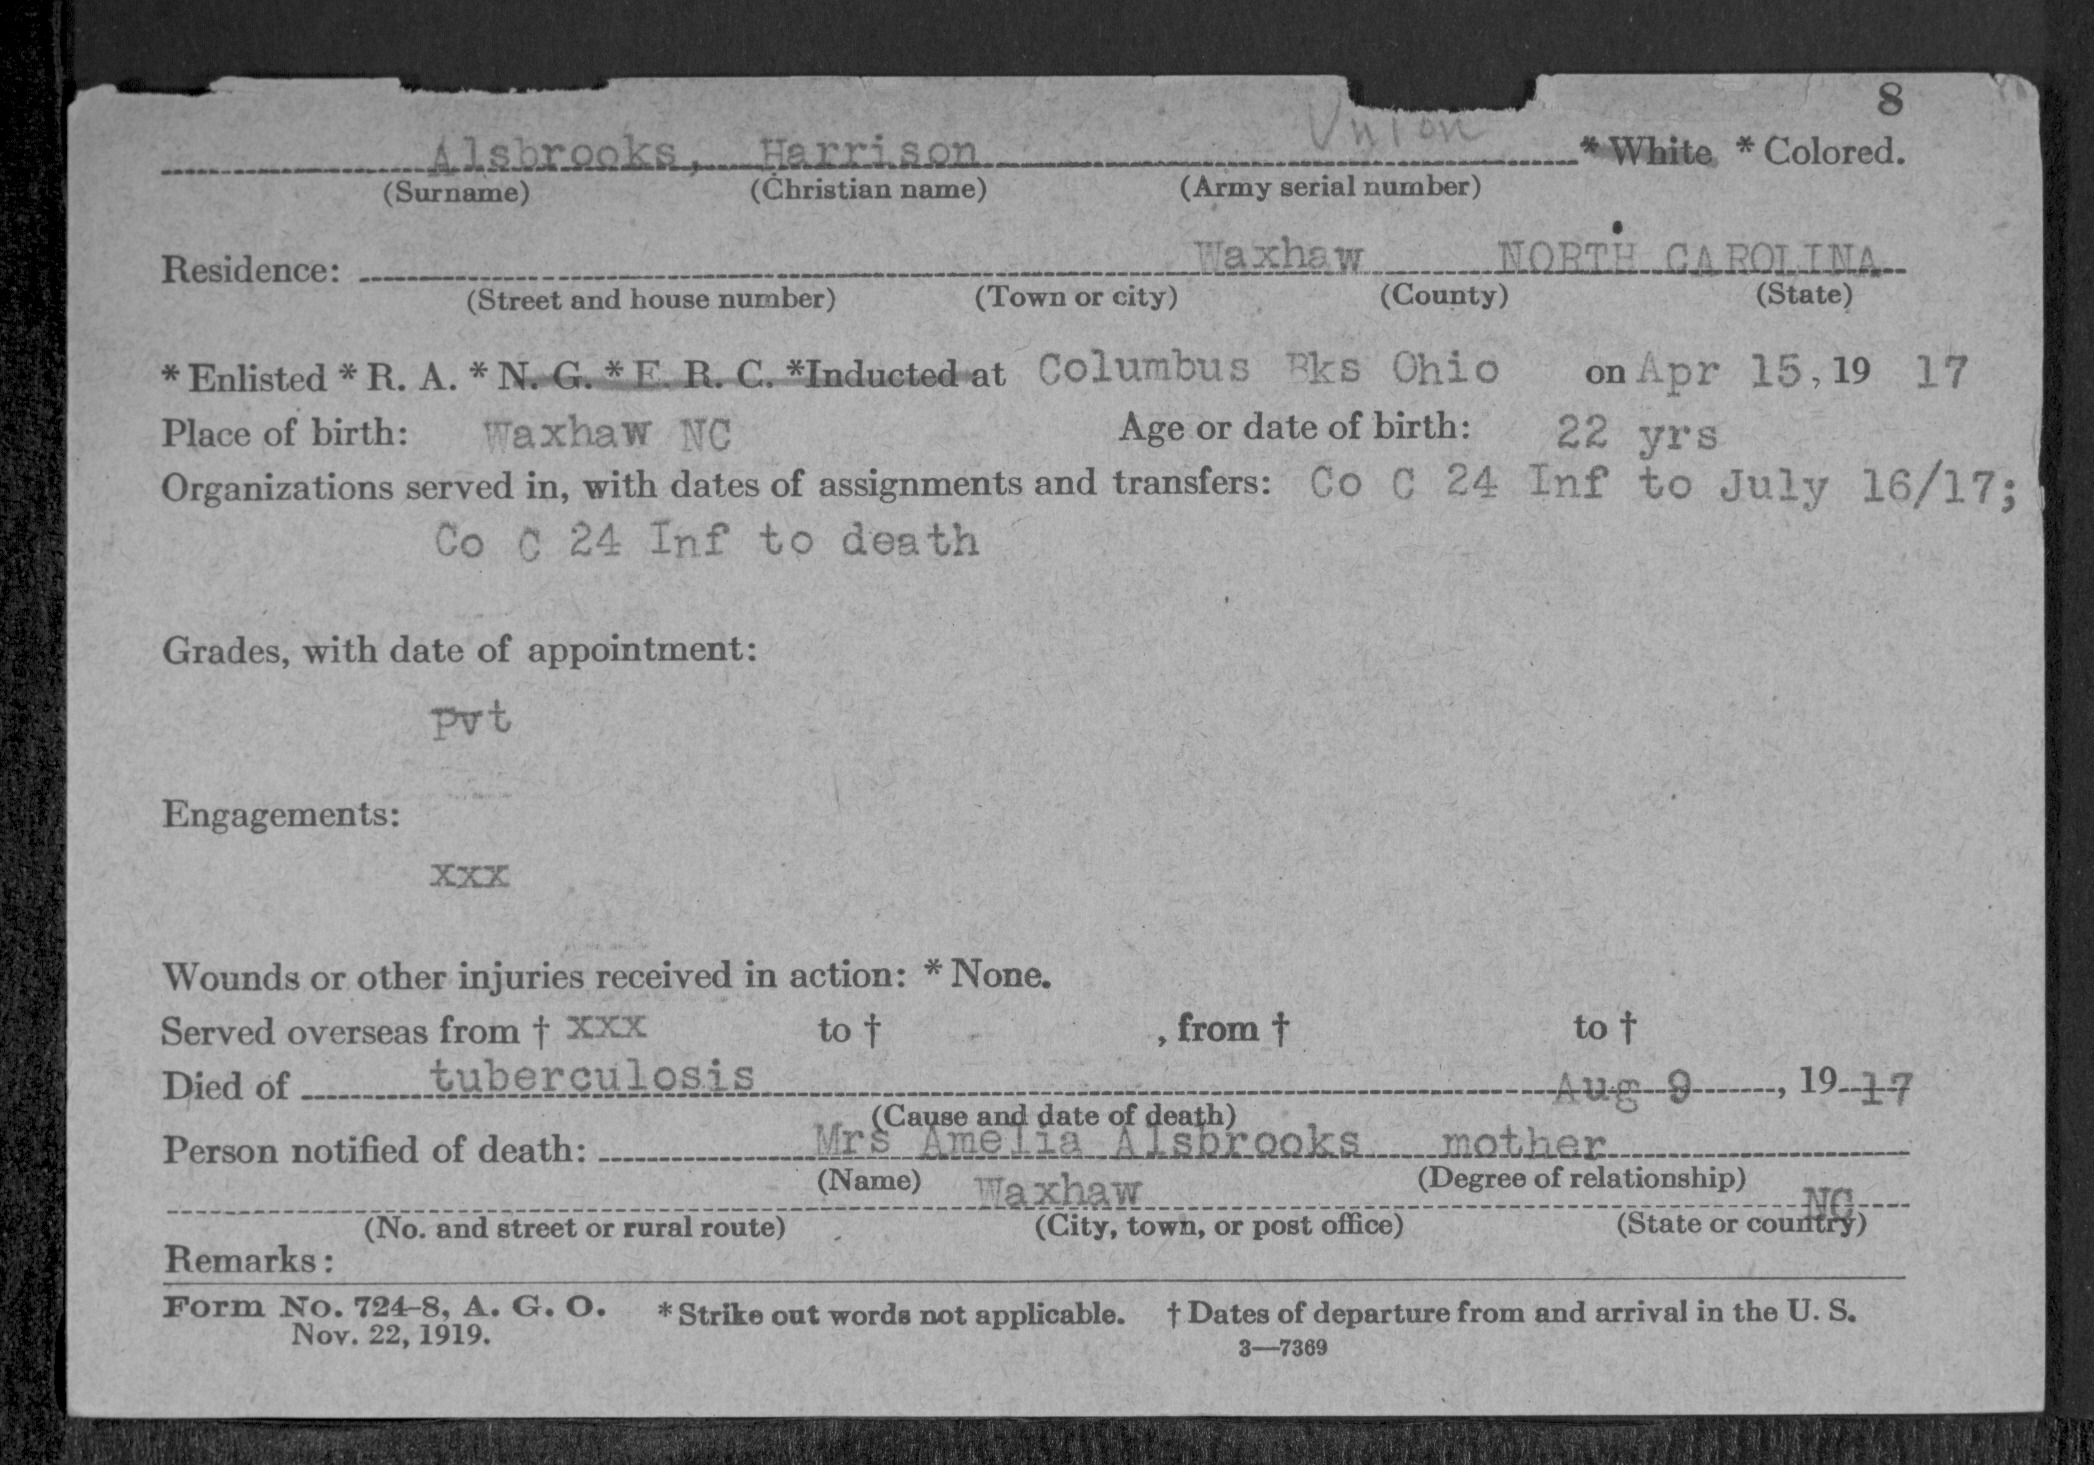 8
Union
Alsbrooks, Harrison * White * Colored.
(Surname) (Christian name) (Army serial number)
Residence: Waxhaw NORTH CAROLINA
(Street and house number) (Town or city) (County) (State)
* Enlisted * R. A. * N. G. * E. R. C. * Inducted at Columbus Bks Ohio on Apr 15, 19 17
Place of birth: Waxhaw NC Age or date of birth: 22 yrs
Organizations served in, with dates of assignments and transfers: Co C 24 Inf to July 16/17;
Co C 24 Inf to death
Grades, with date of appointment:
pvt
Engagements:
xxx
Wounds or other injuries received in action: * None.
Served overseas from † xxx to † , from † to †
Died of tuberculosis Aug 9, 19 17
(Cause and date of death)
Person notified of death: Mrs Amelia Alsbrooks mother
(Name) (Degree of relationship)
Waxhaw NC
(No. and street or rural route) (City, town, or post office) (State or country)
Remarks:
Form No. 724-8, A. G. O. * Strike out words not applicable. † Dates of departure from and arrival in the U. S.
Nov. 22, 1919. 3—7369